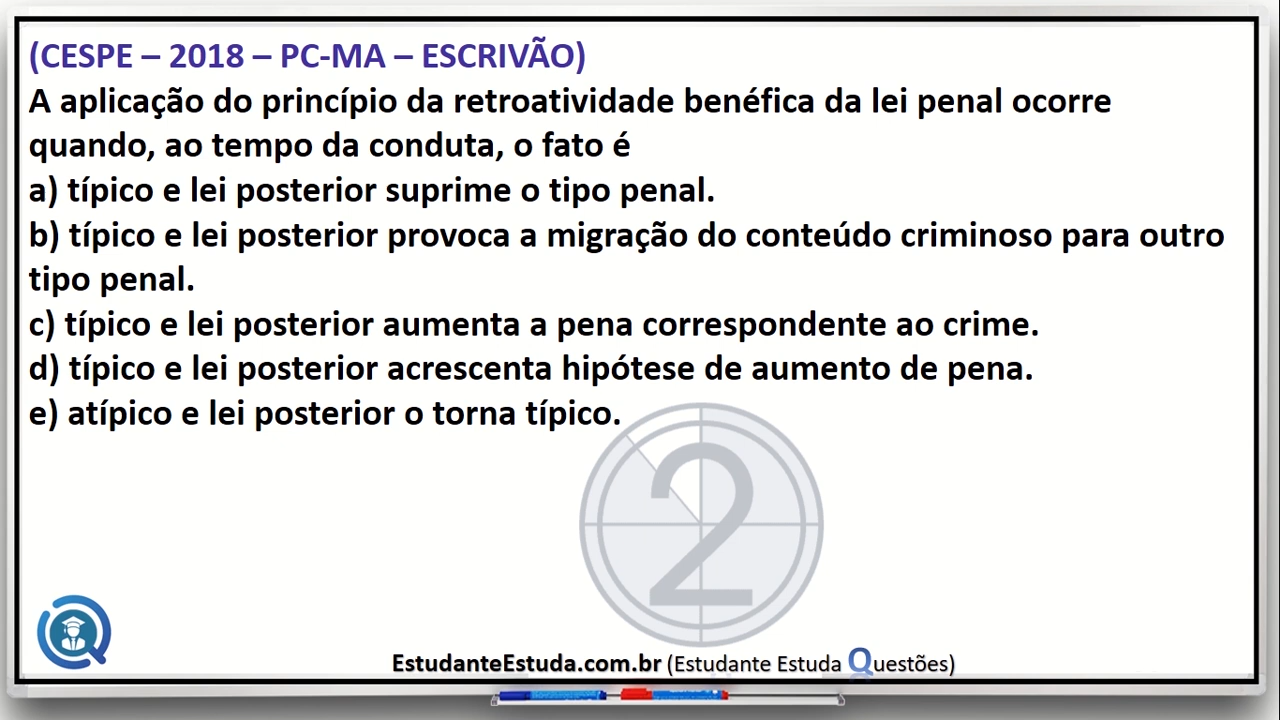 (CESPE – 2018 – PC-MA – ESCRIVÃO)
A aplicação do princípio da retroatividade benéfica da lei penal ocorre
quando, ao tempo da conduta, o fato é
a) típico e lei posterior suprime o tipo penal.
b) típico e lei posterior provoca a migração do conteúdo criminoso para outro
tipo penal.
c) típico e lei posterior aumenta a pena correspondente ao crime.
d) típico e lei posterior acrescenta hipótese de aumento de pena.
e) atípico e lei posterior o torna típico.
2
EstudanteEstuda.com.br (Estudante Estuda Questões)